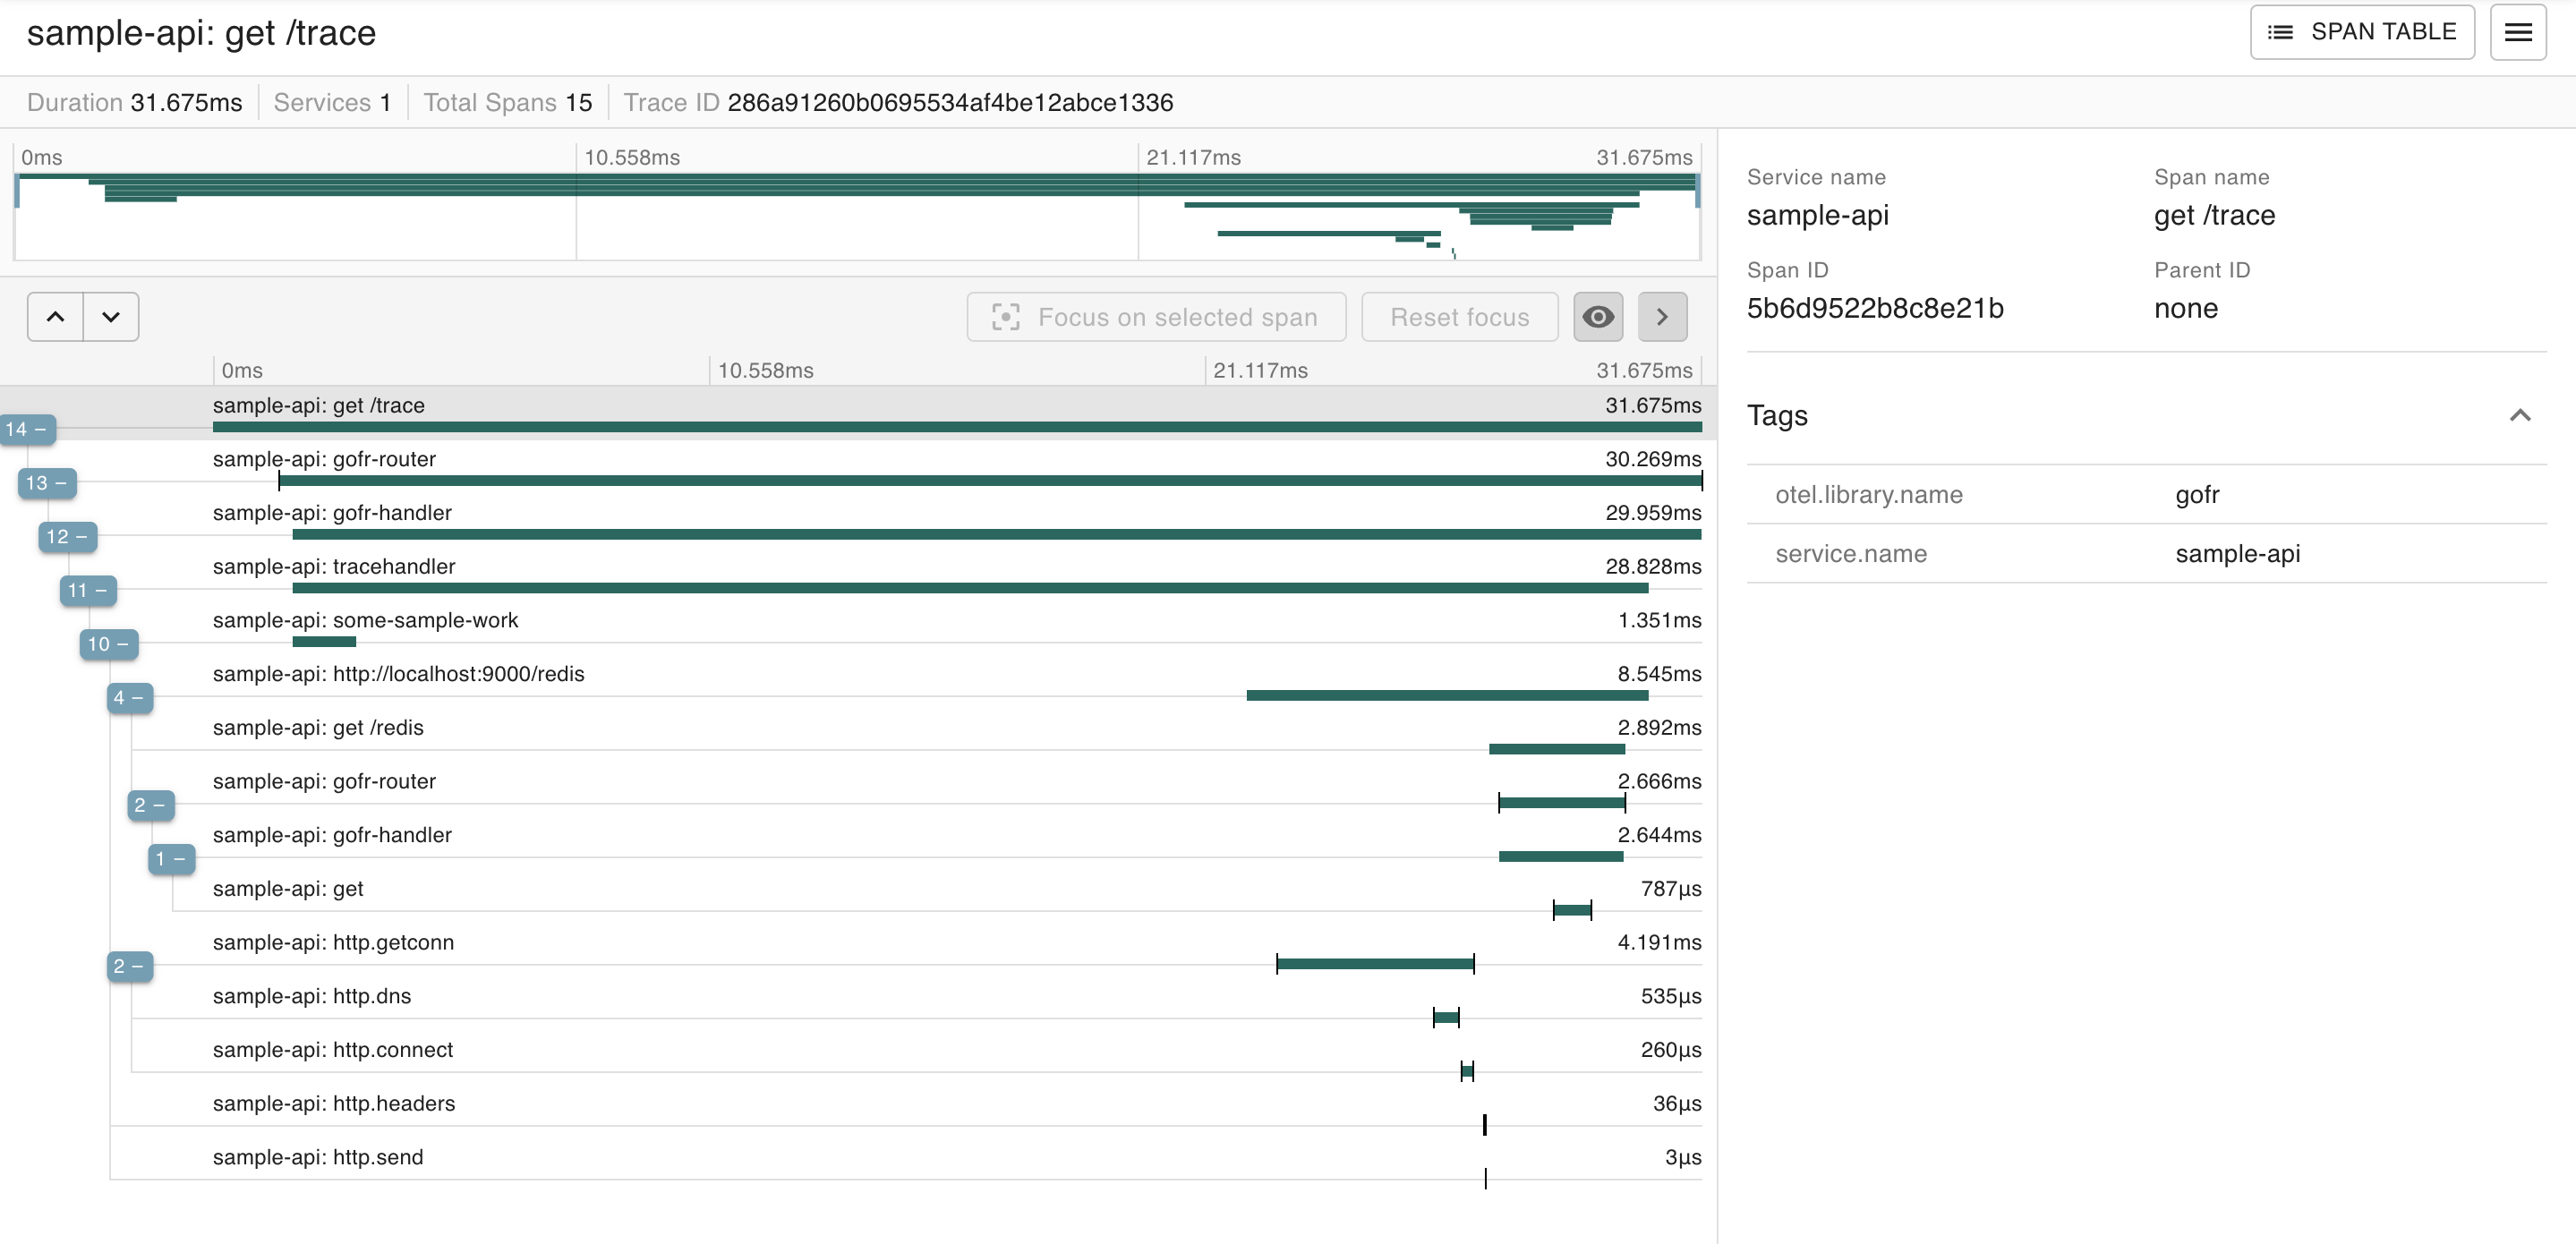 sample-api: get /trace
SPAN TABLE
Duration 31.675ms Services 1 Total Spans 15 Trace ID 286a91260b0695534af4be12abce1336
0ms 10.558ms 21.117ms 31.675ms
Focus on selected span Reset focus
0ms 10.558ms 21.117ms 31.675ms
sample-api: get /trace 31.675ms
14 −
sample-api: gofr-router 30.269ms
13 −
sample-api: gofr-handler 29.959ms
12 −
sample-api: tracehandler 28.828ms
11 −
sample-api: some-sample-work 1.351ms
10 −
sample-api: http://localhost:9000/redis 8.545ms
4 −
sample-api: get /redis 2.892ms
sample-api: gofr-router 2.666ms
2 −
sample-api: gofr-handler 2.644ms
1 −
sample-api: get 787μs
sample-api: http.getconn 4.191ms
2 −
sample-api: http.dns 535μs
sample-api: http.connect 260μs
sample-api: http.headers 36μs
sample-api: http.send 3μs
Service name Span name
sample-api get /trace
Span ID Parent ID
5b6d9522b8c8e21b none
Tags
otel.library.name gofr
service.name sample-api